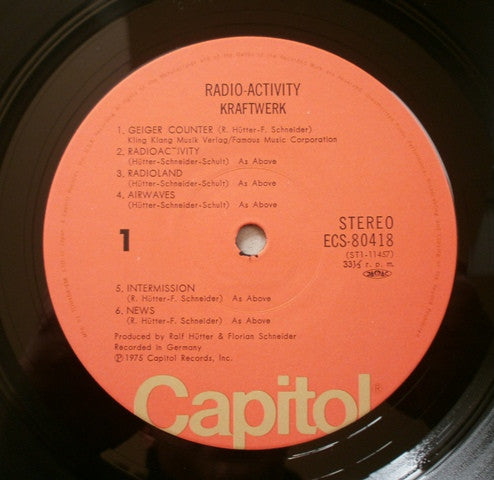 RADIO-ACTIVITY
KRAFTWERK
1. GEIGER COUNTER (R. Hütter-F. Schneider)
Kling Klang Musik Verlag/Famous Music Corporation
2. RADIOACTIVITY
(Hütter-Schneider-Schult) As Above
3. RADIOLAND
(Hütter-Schneider-Schult) As Above
4. AIRWAVES
(Hütter-Schneider-Schult) As Above
1
STEREO
ECS-80418
(ST1-11457)
33⅓ r. p. m.
5. INTERMISSION
(R. Hütter-F. Schneider) As Above
6. NEWS
(R. Hütter-F. Schneider) As Above
Produced by Ralf Hütter & Florian Schneider
Recorded in Germany
Ⓟ1975 Capitol Records, Inc.
Capitol®